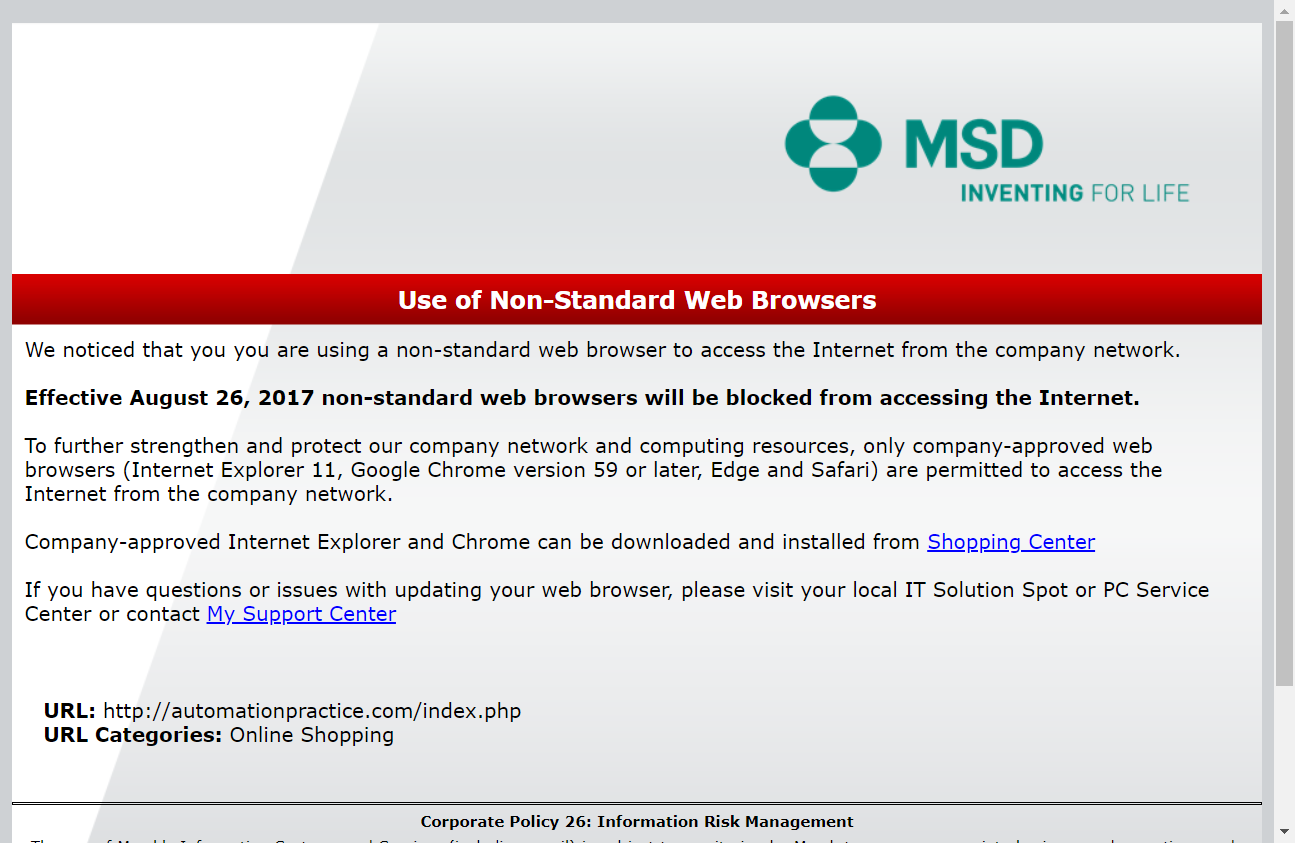 MSD
INVENTING FOR LIFE
Use of Non-Standard Web Browsers
We noticed that you you are using a non-standard web browser to access the Internet from the company network.
Effective August 26, 2017 non-standard web browsers will be blocked from accessing the Internet.
To further strengthen and protect our company network and computing resources, only company-approved web
browsers (Internet Explorer 11, Google Chrome version 59 or later, Edge and Safari) are permitted to access the
Internet from the company network.
Company-approved Internet Explorer and Chrome can be downloaded and installed from Shopping Center
If you have questions or issues with updating your web browser, please visit your local IT Solution Spot or PC Service
Center or contact My Support Center
URL: http://automationpractice.com/index.php
URL Categories: Online Shopping
Corporate Policy 26: Information Risk Management